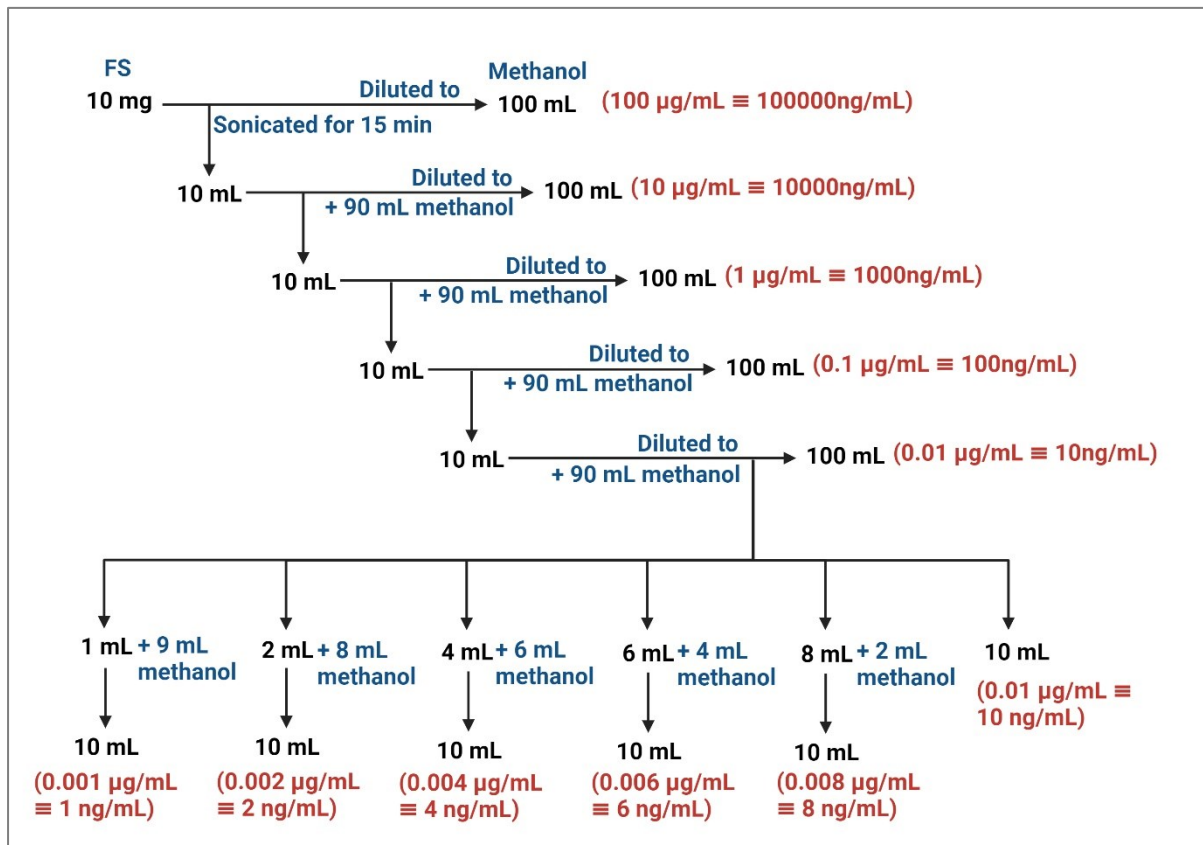 FS
Methanol
10 mg
Diluted to
100 mL
(100 µg/mL ≡ 100000ng/mL)
Sonicated for 15 min
10 mL
Diluted to
100 mL
(10 µg/mL ≡ 10000ng/mL)
+ 90 mL methanol
10 mL
Diluted to
100 mL
(1 µg/mL ≡ 1000ng/mL)
+ 90 mL methanol
10 mL
Diluted to
100 mL
(0.1 µg/mL ≡ 100ng/mL)
+ 90 mL methanol
10 mL
Diluted to
100 mL
(0.01 µg/mL ≡ 10ng/mL)
+ 90 mL methanol
1 mL + 9 mL
methanol
2 mL + 8 mL
methanol
4 mL + 6 mL
methanol
6 mL + 4 mL
methanol
8 mL + 2 mL
methanol
10 mL
(0.01 µg/mL ≡
10 ng/mL)
10 mL
(0.001 µg/mL
≡ 1 ng/mL)
10 mL
(0.002 µg/mL
≡ 2 ng/mL)
10 mL
(0.004 µg/mL
≡ 4 ng/mL)
10 mL
(0.006 µg/mL
≡ 6 ng/mL)
10 mL
(0.008 µg/mL
≡ 8 ng/mL)